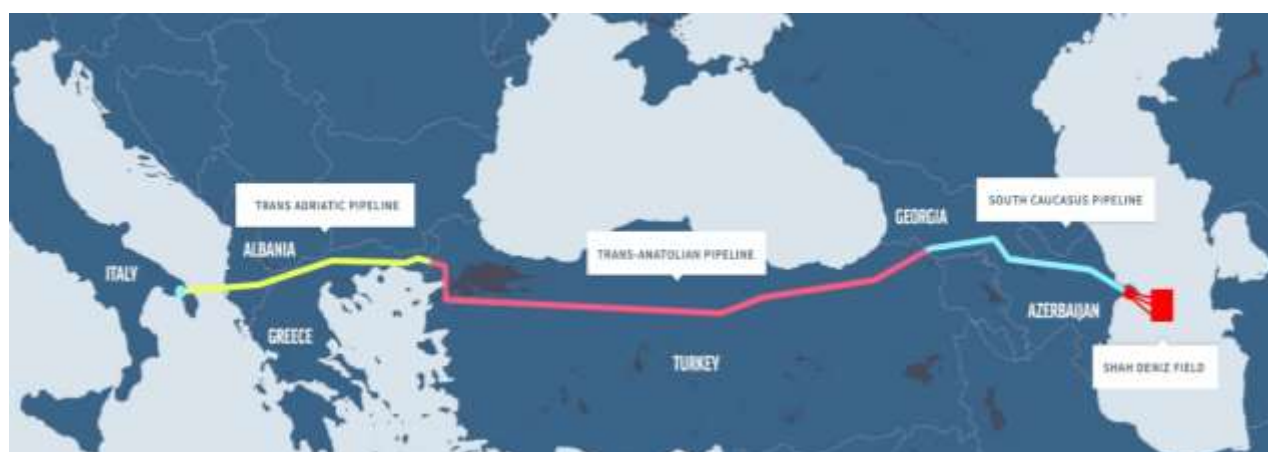 TRANS ADRIATIC PIPELINE
SOUTH CAUCASUS PIPELINE
GEORGIA
ALBANIA
TRANS-ANATOLIAN PIPELINE
ITALY
AZERBAIJAN
GREECE
TURKEY
SHAH DENIZ FIELD